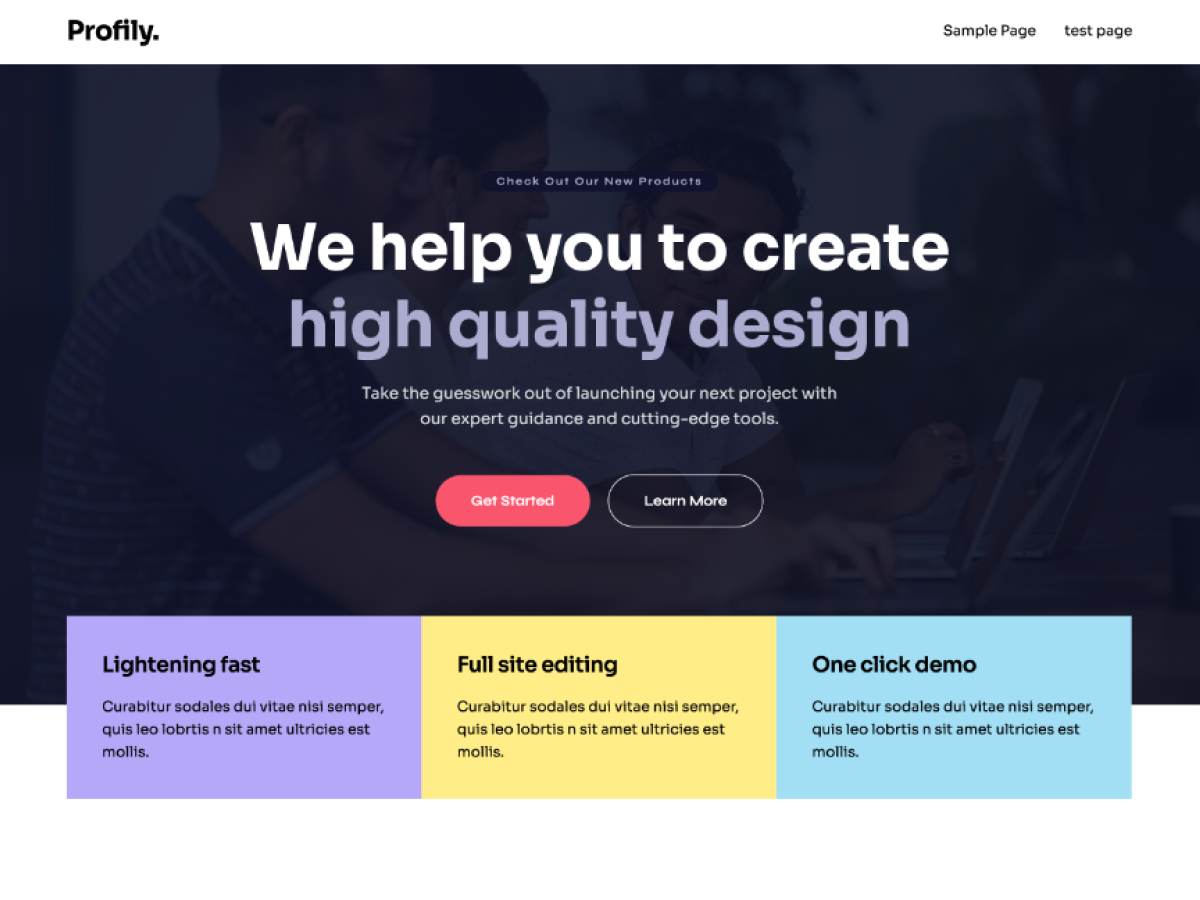 Profily.
Sample Page
test page
Check Out Our New Products
We help you to create
high quality design
Take the guesswork out of launching your next project with
our expert guidance and cutting-edge tools.
Get Started
Learn More
Lightening fast
Curabitur sodales dui vitae nisi semper,
quis leo lobrtis n sit amet ultricies est
mollis.
Full site editing
Curabitur sodales dui vitae nisi semper,
quis leo lobrtis n sit amet ultricies est
mollis.
One click demo
Curabitur sodales dui vitae nisi semper,
quis leo lobrtis n sit amet ultricies est
mollis.